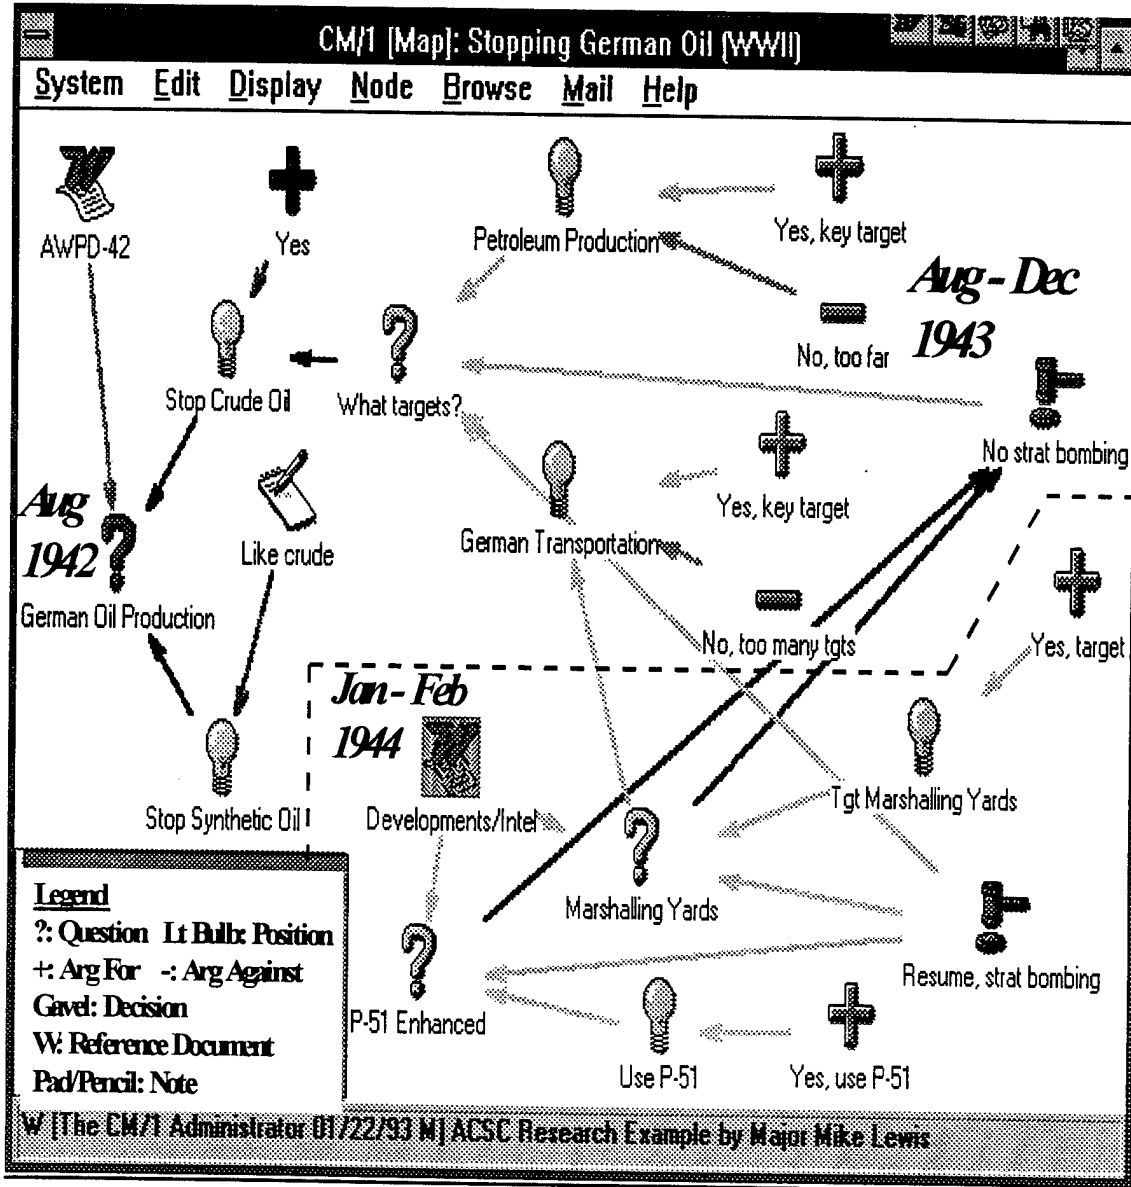 CM/1 [Map]: Stopping German Oil (WWII)
System Edit Display Node Browse Mail Help
AWPD-42
Yes
Petroleum Production
Yes, key target
Aug - Dec
1943
No, too far
Stop Crude Oil
What targets?
No strat bombing
Yes, key target
Aug
1942
Like crude
German Transportation
German Oil Production
No, too many tgts
Yes, target
Jan - Feb
1944
Stop Synthetic Oil
Developments/Intel
Tgt Marshalling Yards
Marshalling Yards
Resume, strat bombing
P-51 Enhanced
Use P-51
Yes, use P-51
Legend
?: Question Lt Bulb: Position
+: Arg For -: Arg Against
Gavel: Decision
W: Reference Document
Pad/Pencil: Note
W [The CM/1 Administrator 01/22/93 M] ACSC Research Example by Major Mike Lewis